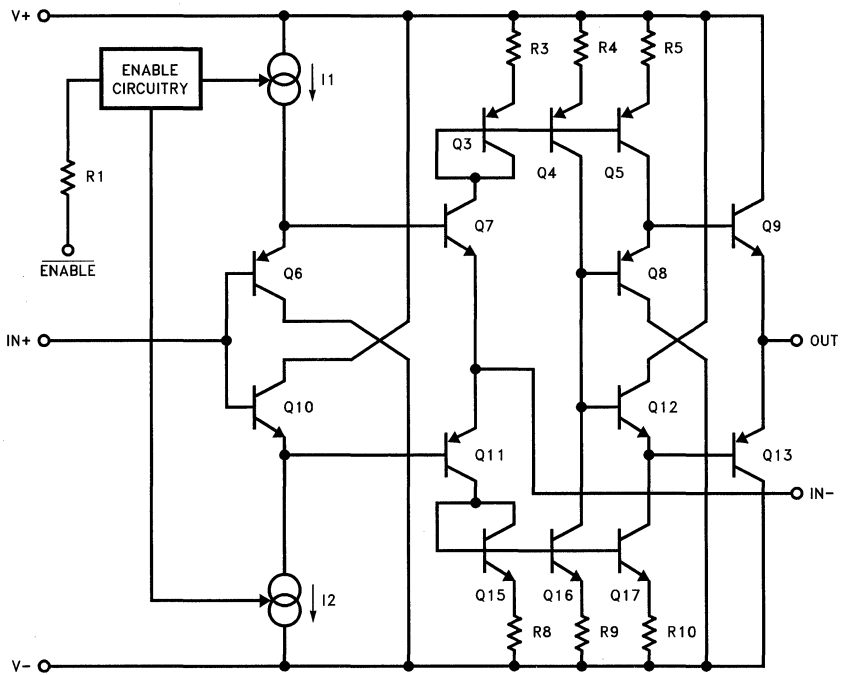 V+
R3
R4
R5
ENABLE
CIRCUITRY
I1
Q3
Q4
Q5
R1
Q7
Q9
ENABLE
Q6
Q8
IN+
OUT
Q10
Q12
Q11
Q13
IN-
I2
Q15
Q16
Q17
R8
R9
R10
V-